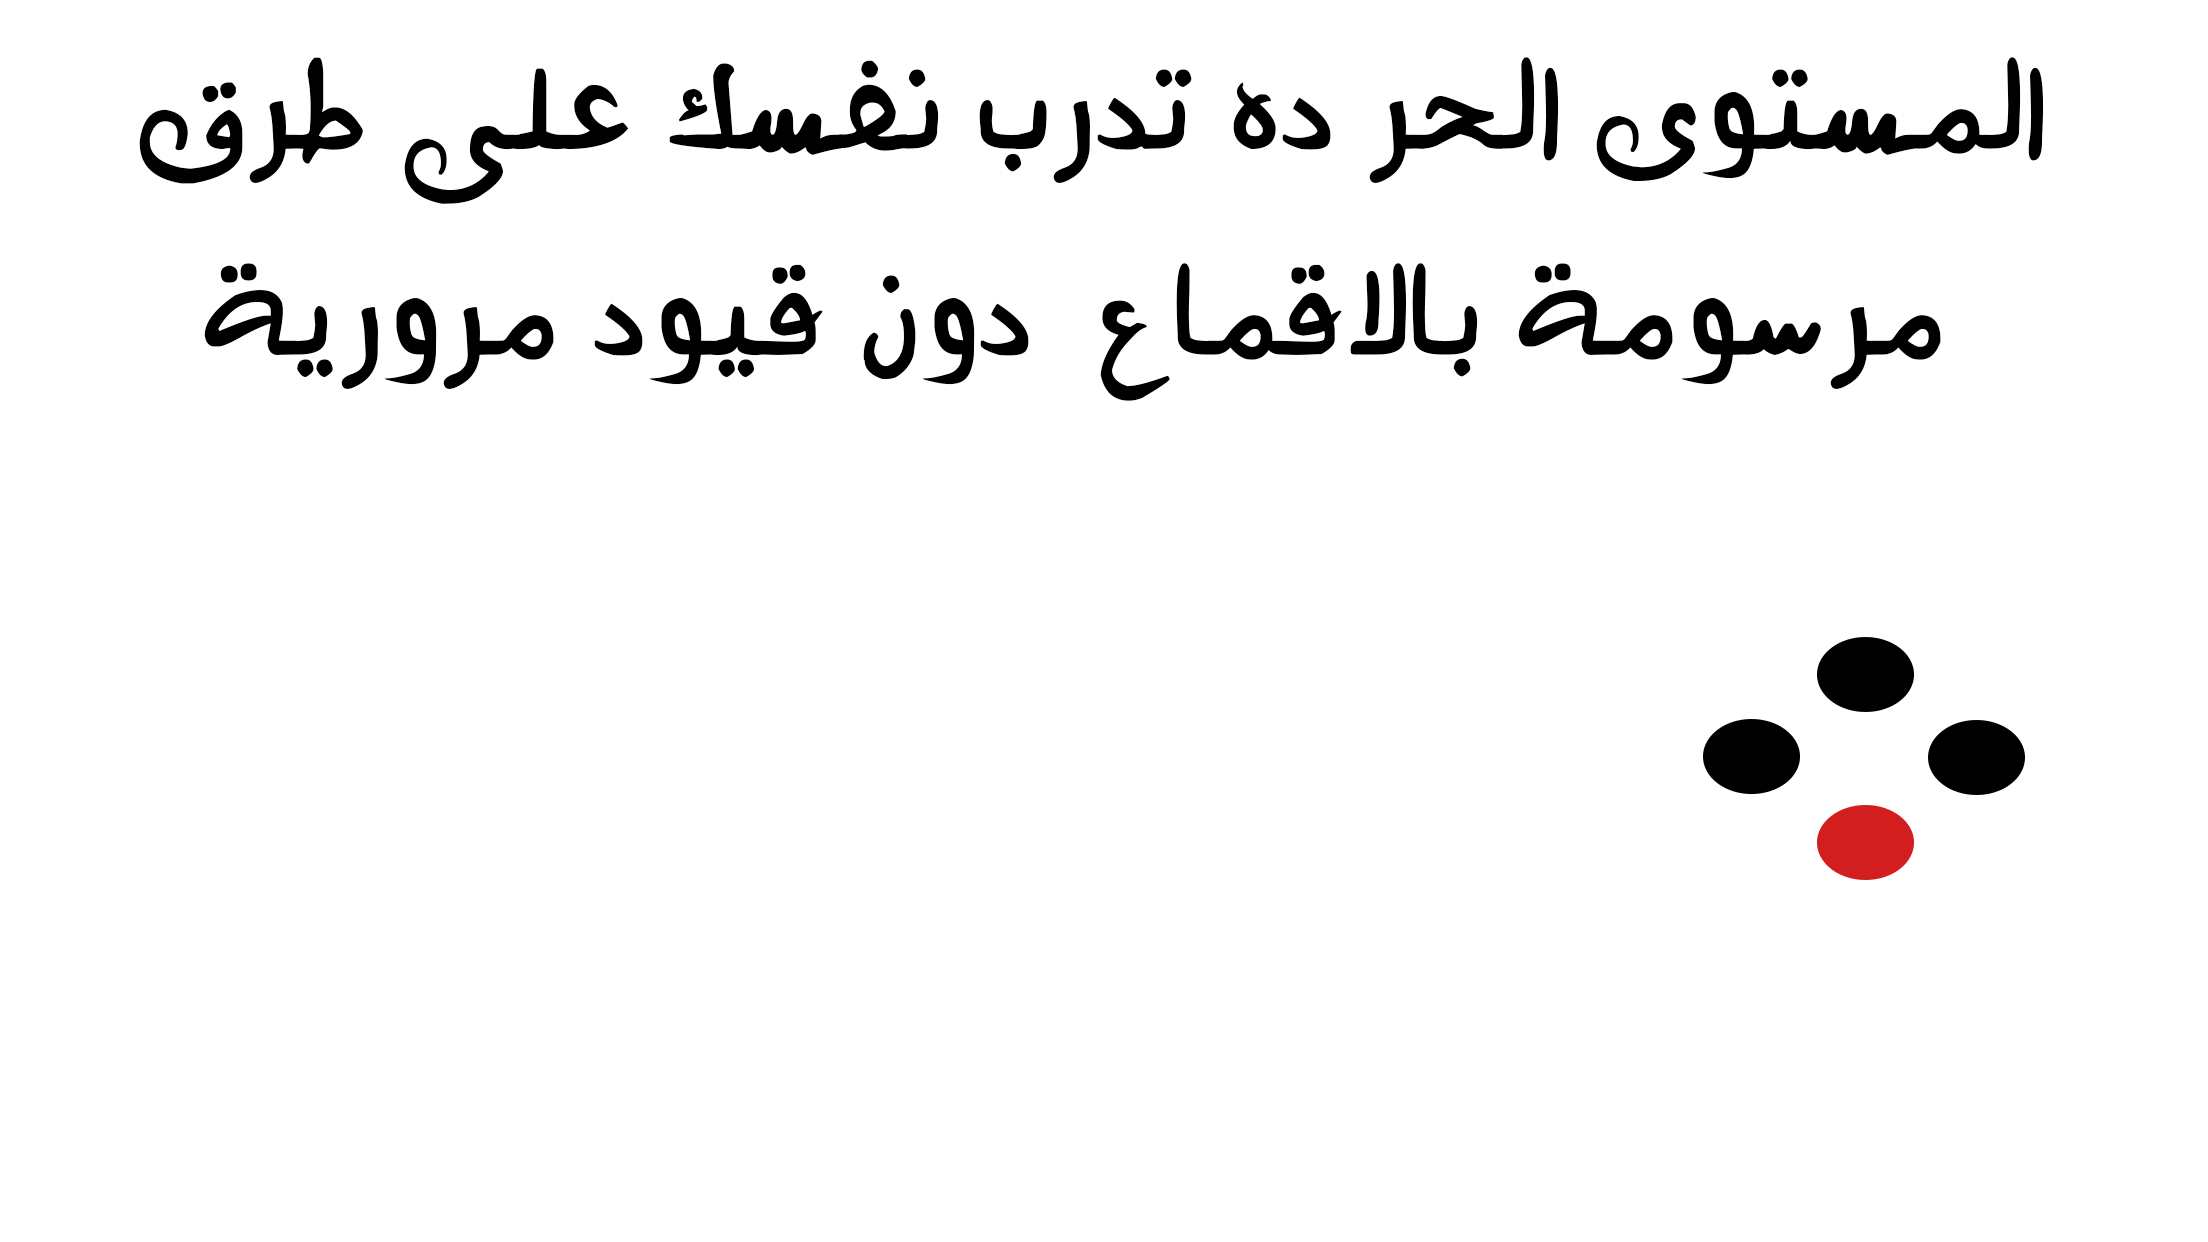 المستوى الحر ده تدرب نفسك على طرق
مرسومة بالاقماع دون قيود مرورية